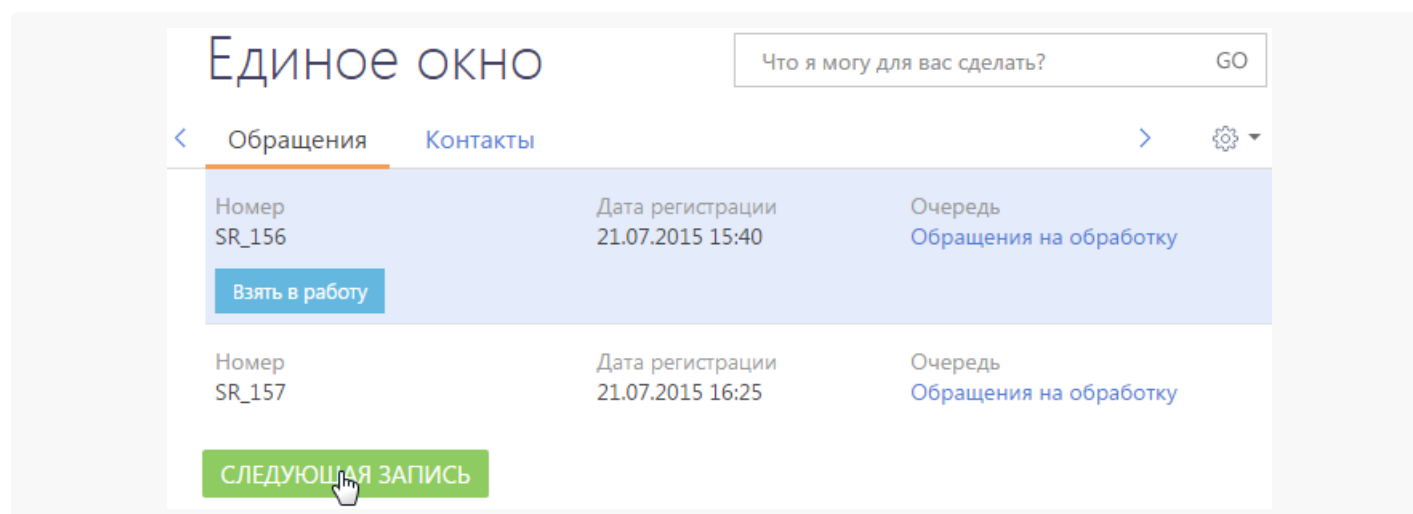 Единое окно
Что я могу для вас сделать? GO
Обращения Контакты
Номер Дата регистрации Очередь
SR_156 21.07.2015 15:40 Обращения на обработку
Взять в работу
Номер Дата регистрации Очередь
SR_157 21.07.2015 16:25 Обращения на обработку
СЛЕДУЮЩАЯ ЗАПИСЬ